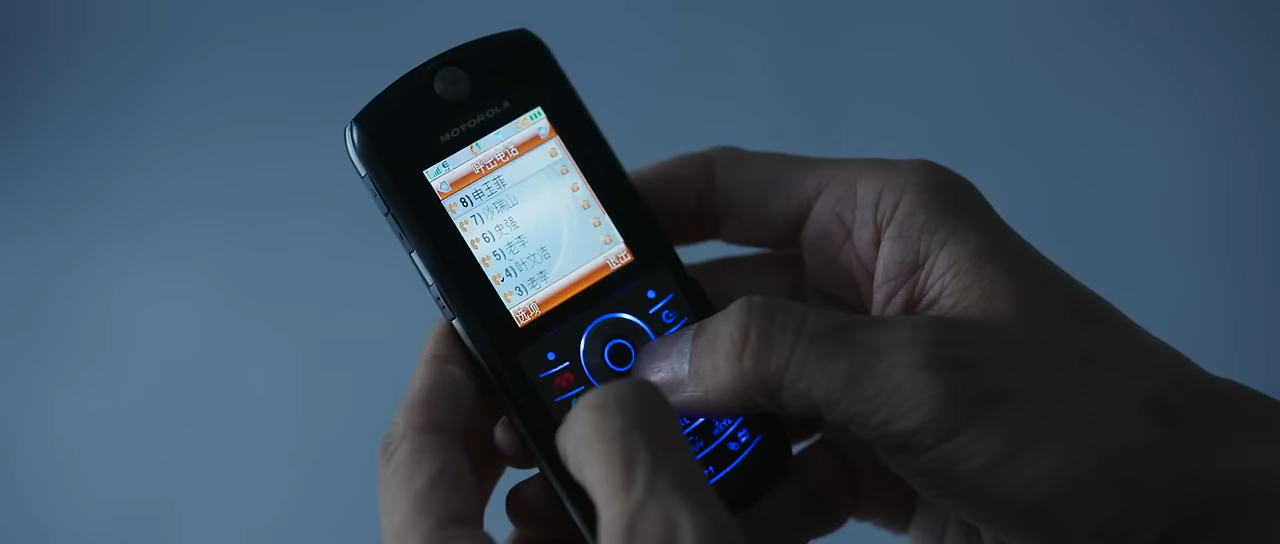 MOTOROLA
呼出电话
8)申玉菲
7)沙瑞山
6)史强
5)老李
4)叶文洁
3)老李
退出
选项